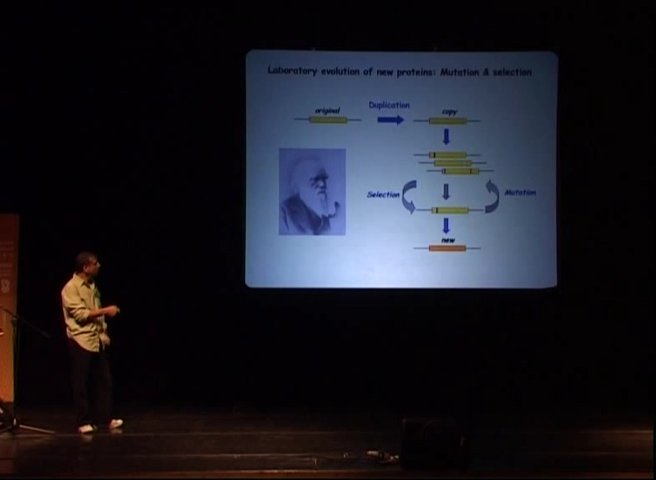 Laboratory evolution of new proteins: Mutation & selection
Duplication
original
copy
Selection
Mutation
new